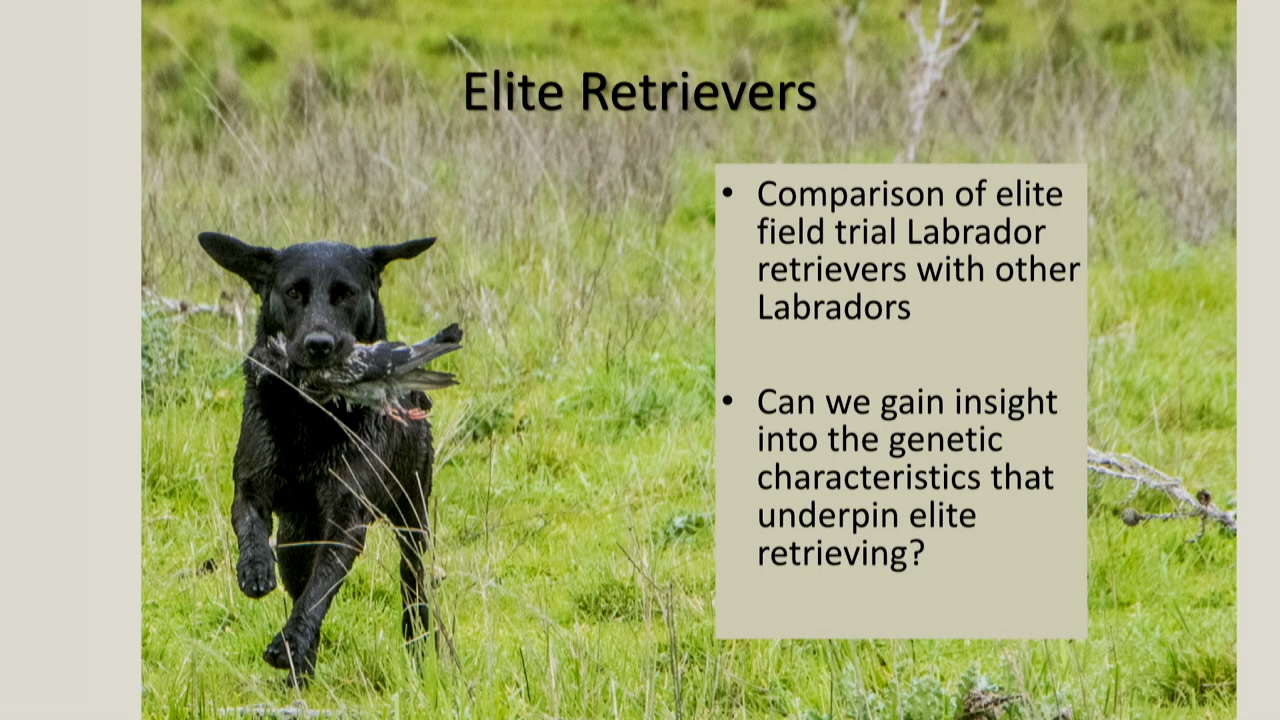 Elite Retrievers
• Comparison of elite
field trial Labrador
retrievers with other
Labradors
• Can we gain insight
into the genetic
characteristics that
underpin elite
retrieving?